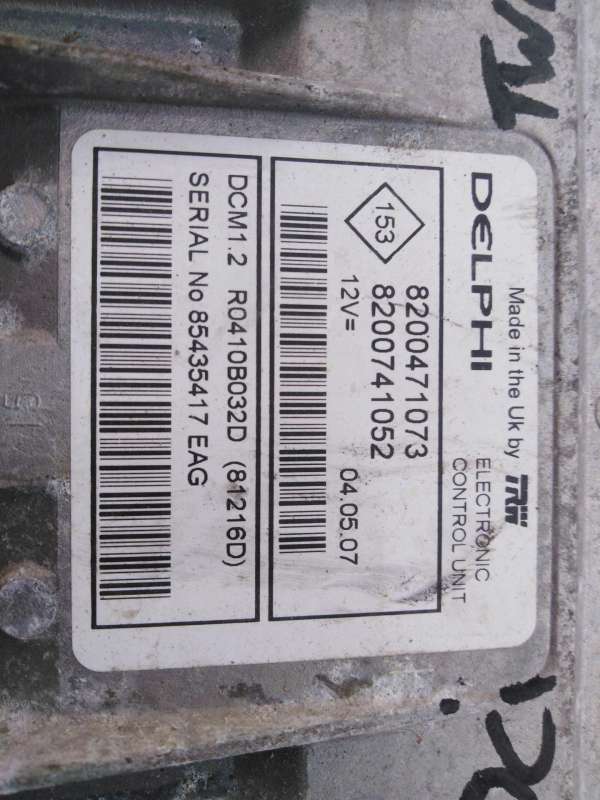 Made in the Uk by TRW
DELPHI
ELECTRONIC
CONTROL UNIT
153
8200471073
8200741052
12V=
04.05.07
DCM1.2 R0410B032D (81216D)
SERIAL No 85435417 EAG